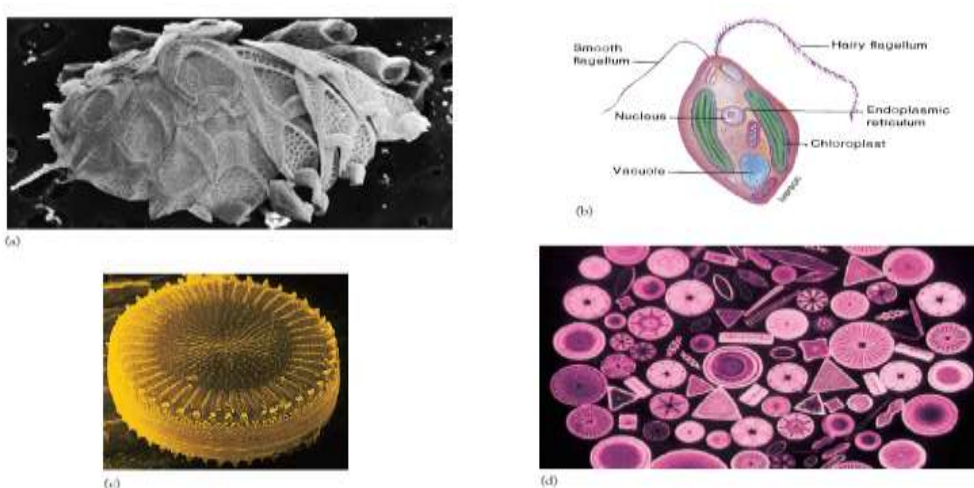 Smooth
flagellum
Hairy flagellum
Nucleus
Endoplasmic
reticulum
Chloroplast
Vacuole
(a)
(b)
(c)
(d)